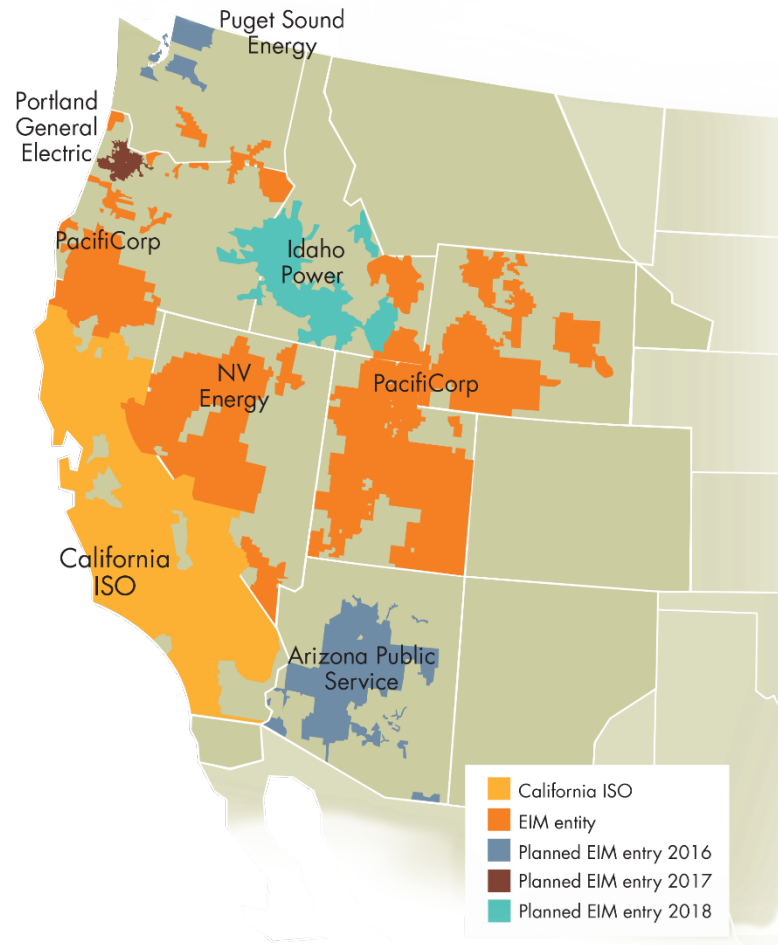 Puget Sound
Energy
Portland
General
Electric
PacifiCorp
Idaho
Power
NV
Energy
PacifiCorp
California
ISO
Arizona Public
Service
California ISO
EIM entity
Planned EIM entry 2016
Planned EIM entry 2017
Planned EIM entry 2018